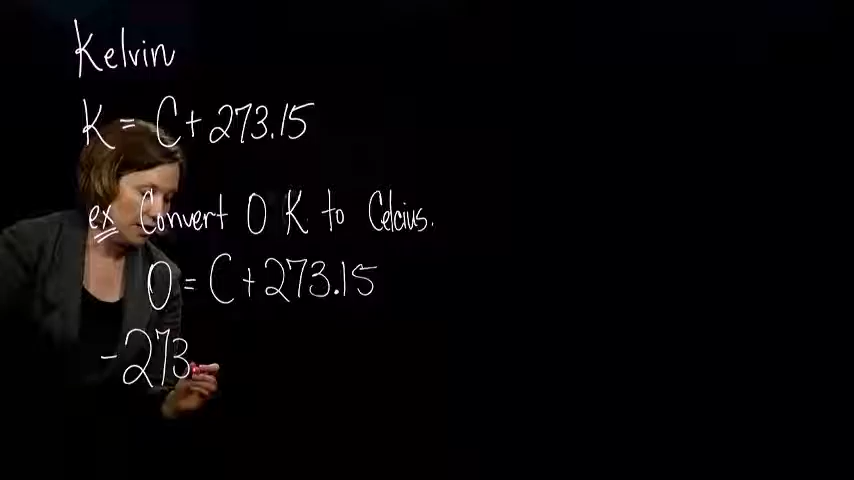 Kelvin
K = C + 273.15
ex Convert 0 K to Celcius.
0 = C + 273.15
- 273